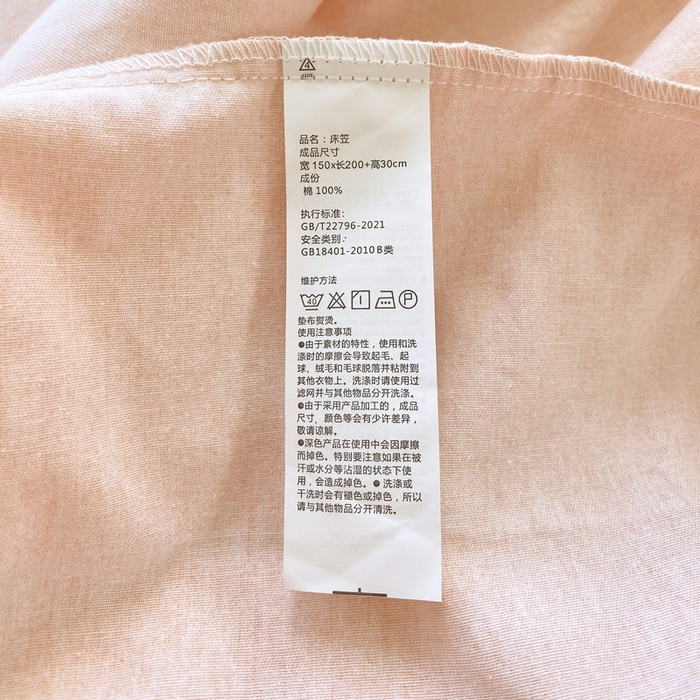 4
品名：床笠
成品尺寸
宽 150x长200+高30cm
成份
棉 100%
执行标准：
GB/T22796-2021
安全类别：
GB18401-2010 B类
维护方法
40 P
垫布熨烫。
使用注意事项
●由于素材的特性，使用和洗
涤时的摩擦会导致起毛、起
球、绒毛和毛球脱落并粘附到
其他衣物上。洗涤时请使用过
滤网并与其他物品分开洗涤。
●由于采用产品加工的，成品
尺寸、颜色等会有少许差异，
敬请谅解。
●深色产品在使用中会因摩擦
而掉色。特别要注意如果在被
汗或水分等沾湿的状态下使
用，会造成掉色。● 洗涤或
干洗时会有褪色或掉色，所以
请与其他物品分开清洗。